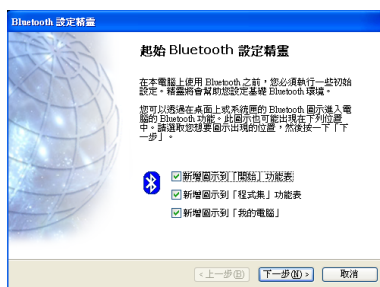 Bluetooth 設定精靈
起始 Bluetooth 設定精靈
在本電腦上使用 Bluetooth 之前，您必須執行一些初始
設定。精靈將會幫助您設定基礎 Bluetooth 環境。
您可以透過在桌面上或系統匣的 Bluetooth 圖示進入電
腦的 Bluetooth 功能。此圖示也可能出現在下列位置
中。請選取您想要圖示出現的位置，然後按一下「下
一步」。
新增圖示到「開始」功能表
新增圖示到「程式集」功能表
新增圖示到「我的電腦」
<上一步(B) 下一步(N)> 取消